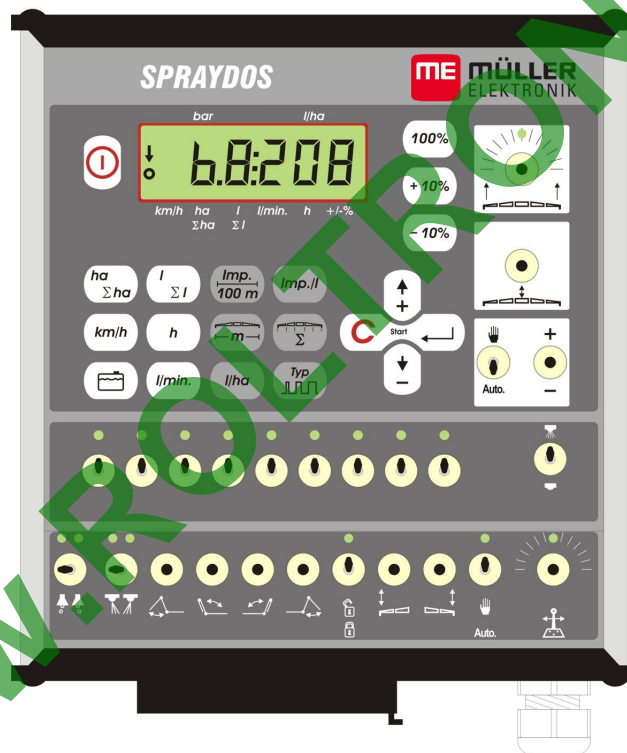 SPRAYDOS
ME MÜLLER
ELEKTRONIK
bar l/ha
b.8:208
km/h ha l l/min. h +/-%
Σha Σl
100%
+ 10%
- 10%
ha Σha
l Σl
Imp. 100 m
Imp./l
km/h
h
m
Σ
l/min.
l/ha
Typ
C
+
Start
-
Auto.
+
-
Auto.
WWW.ROLTRON